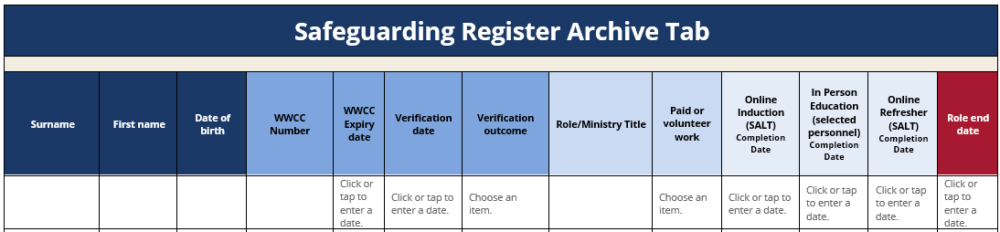 Safeguarding Register Archive Tab
Surname
First name
Date of
birth
WWCC
Number
WWCC
Expiry
date
Verification
date
Verification
outcome
Role/Ministry Title
Paid or
volunteer
work
Online
Induction
(SALT)
Completion
Date
In Person
Education
(selected
personnel)
Completion
Date
Online
Refresher
(SALT)
Completion
Date
Role end
date
Click or
tap to
enter a
date.
Click or tap to
enter a date.
Choose an
item.
Choose an
item.
Click or tap to
enter a date.
Click or tap
to enter a
date.
Click or tap
to enter a
date.
Click or
tap to
enter a
date.